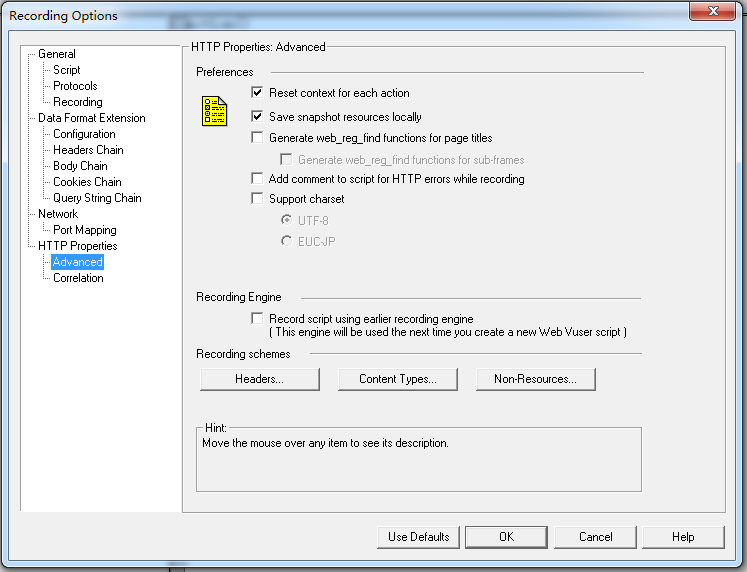 Recording Options
General
Script
Protocols
Recording
Data Format Extension
Configuration
Headers Chain
Body Chain
Cookies Chain
Query String Chain
Network
Port Mapping
HTTP Properties
Advanced
Correlation
HTTP Properties: Advanced
Preferences
Reset context for each action
Save snapshot resources locally
Generate web_reg_find functions for page titles
Generate web_reg_find functions for sub-frames
Add comment to script for HTTP errors while recording
Support charset
UTF-8
EUC-JP
Recording Engine
Record script using earlier recording engine
( This engine will be used the next time you create a new Web Vuser script )
Recording schemes
Headers... Content Types... Non-Resources...
Hint:
Move the mouse over any item to see its description.
Use Defaults OK Cancel Help